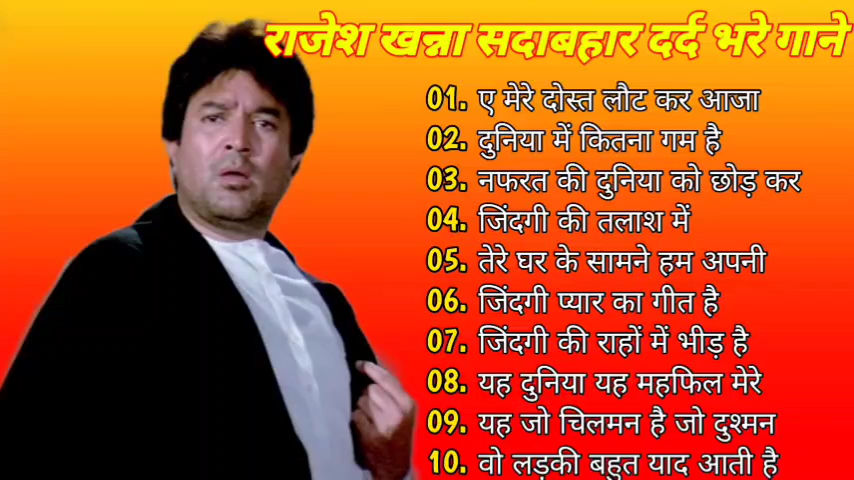 राजेश खन्ना सदाबहार दर्द भरे गाने
01. ए मेरे दोस्त लौट कर आजा
02. दुनिया में कितना गम है
03. नफरत की दुनिया को छोड़ कर
04. जिंदगी की तलाश में
05. तेरे घर के सामने हम अपनी
06. जिंदगी प्यार का गीत है
07. जिंदगी की राहों में भीड़ है
08. यह दुनिया यह महफिल मेरे
09. यह जो चिलमन है जो दुश्मन
10. वो लड़की बहुत याद आती है